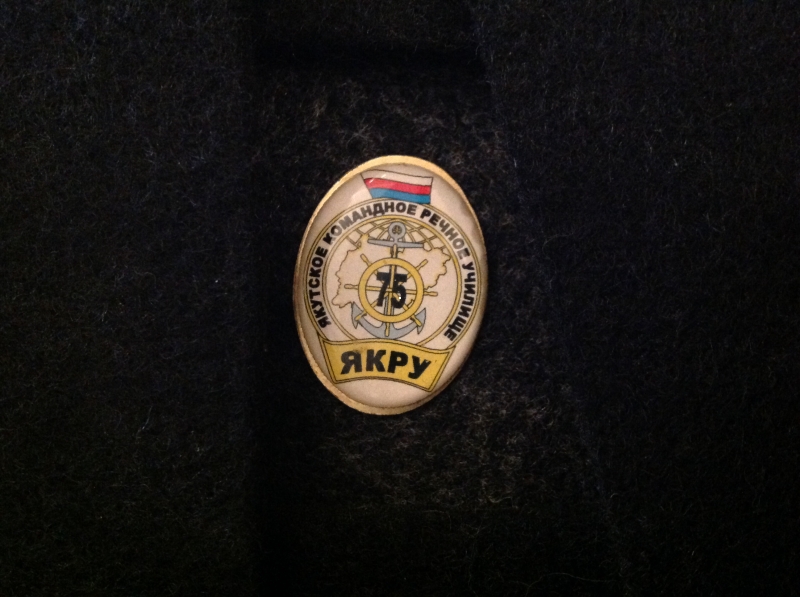 ЯКУТСКОЕ КОМАНДНОЕ РЕЧНОЕ УЧИЛИЩЕ
75
ЯКРУ